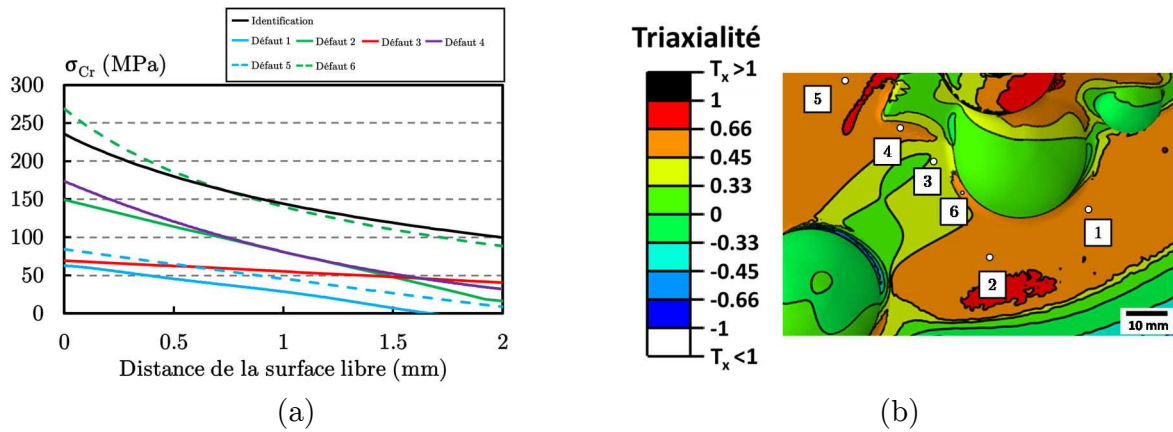 Identification
Défaut 1 Défaut 2 Défaut 3 Défaut 4
Défaut 5 Défaut 6
σCr (MPa)
300
250
200
150
100
50
0
0 0.5 1 1.5 2
Distance de la surface libre (mm)
(a)
Triaxialité
Tx >1
1
0.66
0.45
0.33
0
-0.33
-0.45
-0.66
-1
Tx <1
5
4
3
6
1
2
10 mm
(b)